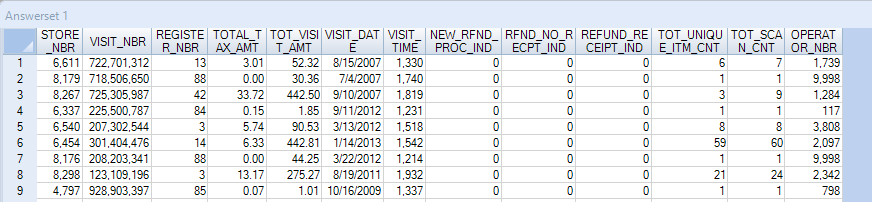 Answerset 1
STORE_NBR VISIT_NBR REGISTER_NBR TOTAL_TAX_AMT TOT_VISIT_AMT VISIT_DATE VISIT_TIME NEW_RFND_PROC_IND RFND_NO_RECPT_IND REFUND_RECEIPT_IND TOT_UNIQUE_ITM_CNT TOT_SCAN_CNT OPERATOR_NBR
1 6,611 722,701,312 13 3.01 52.32 8/15/2007 1,330 0 0 0 6 7 1,739
2 8,179 718,506,650 88 0.00 30.36 7/4/2007 1,740 0 0 0 1 1 9,998
3 8,267 725,305,987 42 33.72 442.50 9/10/2007 1,819 0 0 0 3 9 1,284
4 6,337 225,500,787 84 0.15 1.85 9/11/2012 1,231 0 0 0 1 1 117
5 6,540 207,302,544 3 5.74 90.53 3/13/2012 1,518 0 0 0 8 8 3,808
6 6,454 301,404,476 14 6.33 442.81 1/14/2013 1,542 0 0 0 59 60 2,097
7 8,176 208,203,341 88 0.00 44.25 3/22/2012 1,214 0 0 0 1 1 9,998
8 8,298 123,109,196 3 13.17 275.27 8/19/2011 1,932 0 0 0 21 24 2,342
9 4,797 928,903,397 85 0.07 1.01 10/16/2009 1,337 0 0 0 1 1 798